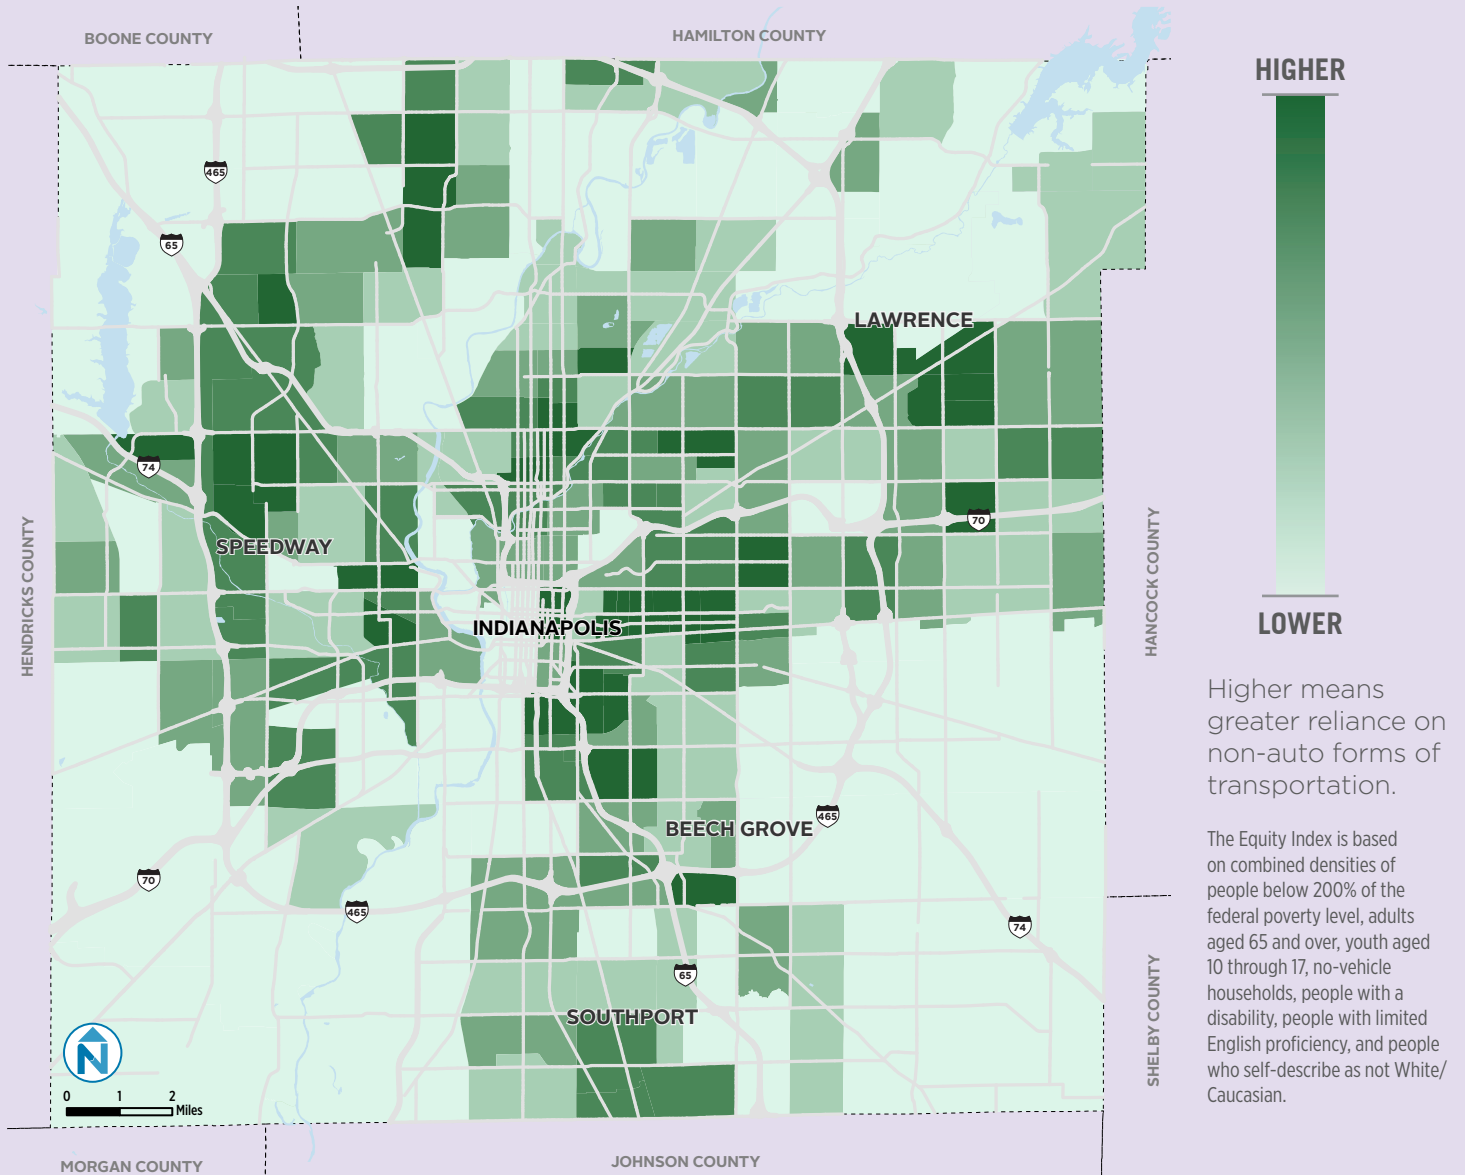 BOONE COUNTY
HAMILTON COUNTY
HIGHER
465
65
LAWRENCE
74
70
SPEEDWAY
HENDRICKS COUNTY
HANCOCK COUNTY
INDIANAPOLIS
LOWER
Higher means
greater reliance on
non-auto forms of
transportation.
BEECH GROVE
465
The Equity Index is based
on combined densities of
people below 200% of the
federal poverty level, adults
aged 65 and over, youth aged
10 through 17, no-vehicle
households, people with a
disability, people with limited
English proficiency, and people
who self-describe as not White/
Caucasian.
70
465
74
65
SOUTHPORT
SHELBY COUNTY
N
0 1 2
Miles
MORGAN COUNTY
JOHNSON COUNTY